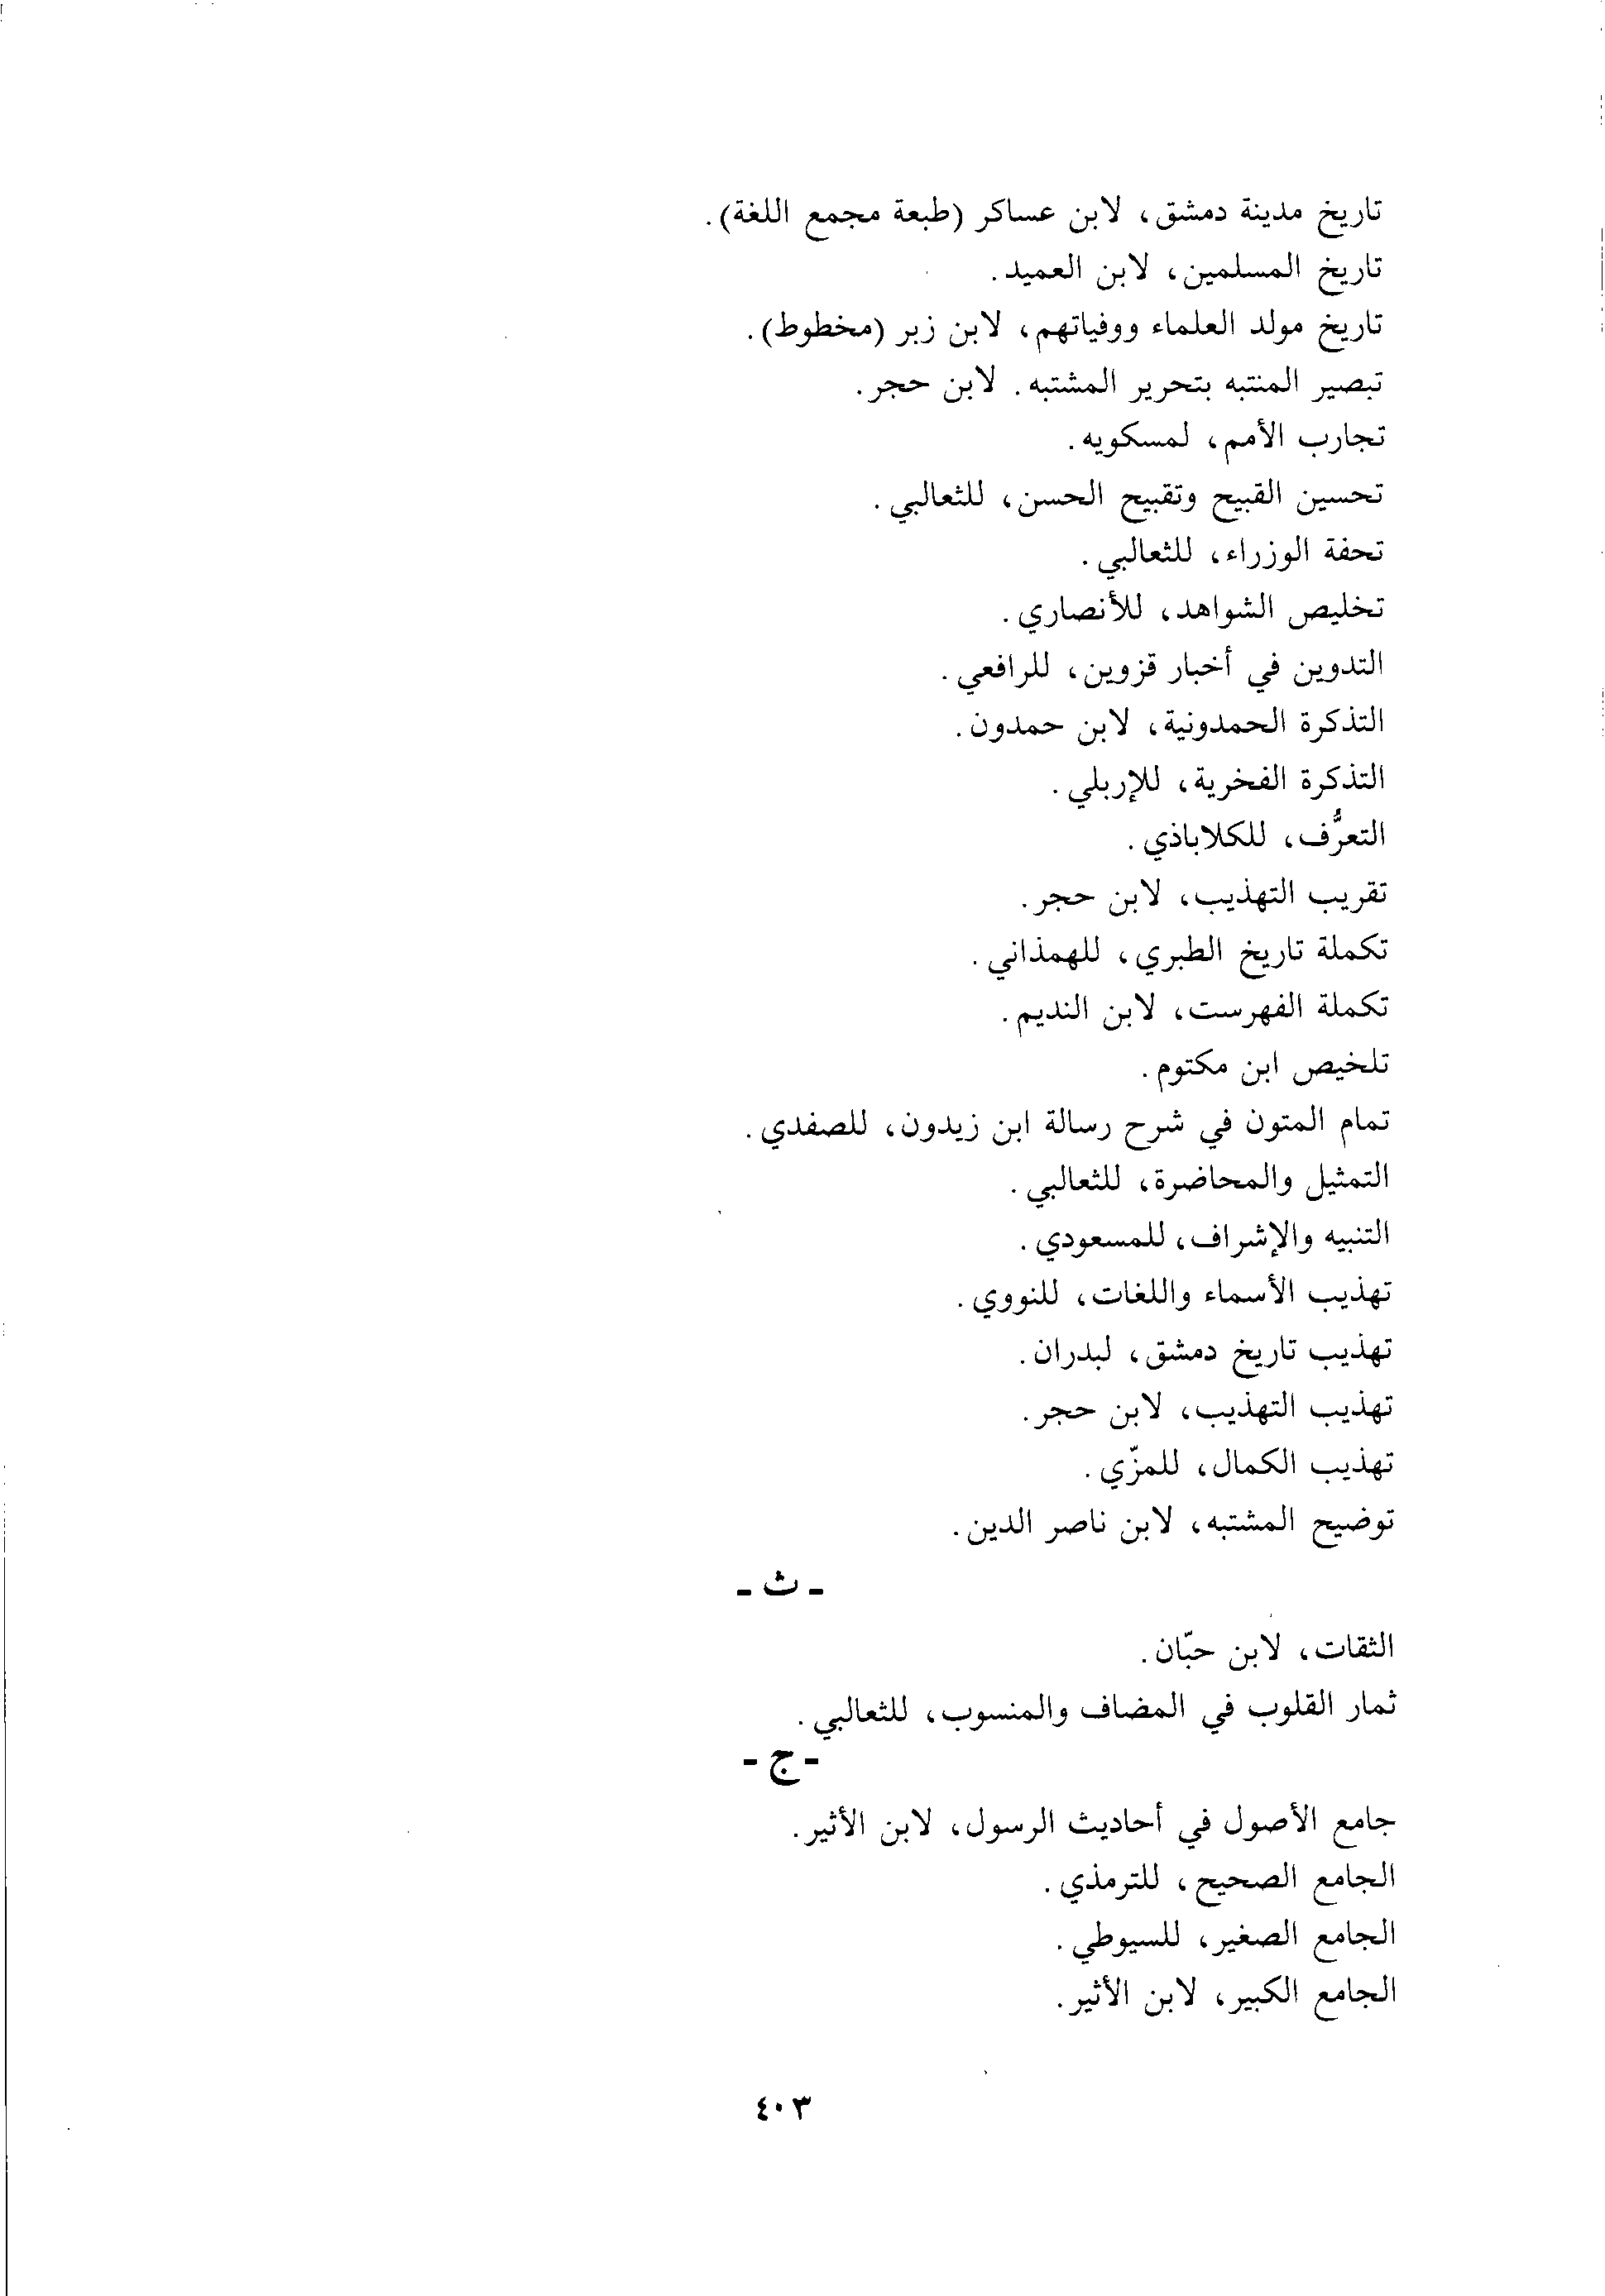 تاريخ مدينة دمشق، لابن عساكر (طبعة مجمع اللغة).
تاريخ المسلمين، لابن العميد.
تاريخ مولد العلماء ووفياتهم، لابن زبر (مخطوط).
تبصير المنتبه بتحرير المشتبه. لابن حجر.
تجارب الأمم، لمسكويه.
تحسين القبيح وتقبيح الحسن، للثعالبي.
تحفة الوزراء، للثعالبي.
تخليص الشواهد، للأنصاري.
التدوين في أخبار قزوين، للرافعي.
التذكرة الحمدونية، لابن حمدون.
التذكرة الفخرية، للإربلي.
التعرُّف، للكلاباذي.
تقريب التهذيب، لابن حجر.
تكملة تاريخ الطبري، للهمذاني.
تكملة الفهرست، لابن النديم.
تلخيص ابن مكتوم.
تمام المتون في شرح رسالة ابن زيدون، للصفدي.
التمثيل والمحاضرة، للثعالبي.
التنبيه والإشراف، للمسعودي.
تهذيب الأسماء واللغات، للنووي.
تهذيب تاريخ دمشق، لبدران.
تهذيب التهذيب، لابن حجر.
تهذيب الكمال، للمزّي.
توضيح المشتبه، لابن ناصر الدين.
- ث -
الثقات، لابن حبّان.
ثمار القلوب في المضاف والمنسوب، للثعالبي.
- ج -
جامع الأصول في أحاديث الرسول، لابن الأثير.
الجامع الصحيح، للترمذي.
الجامع الصغير، للسيوطي.
الجامع الكبير، لابن الأثير.
٤٠٣